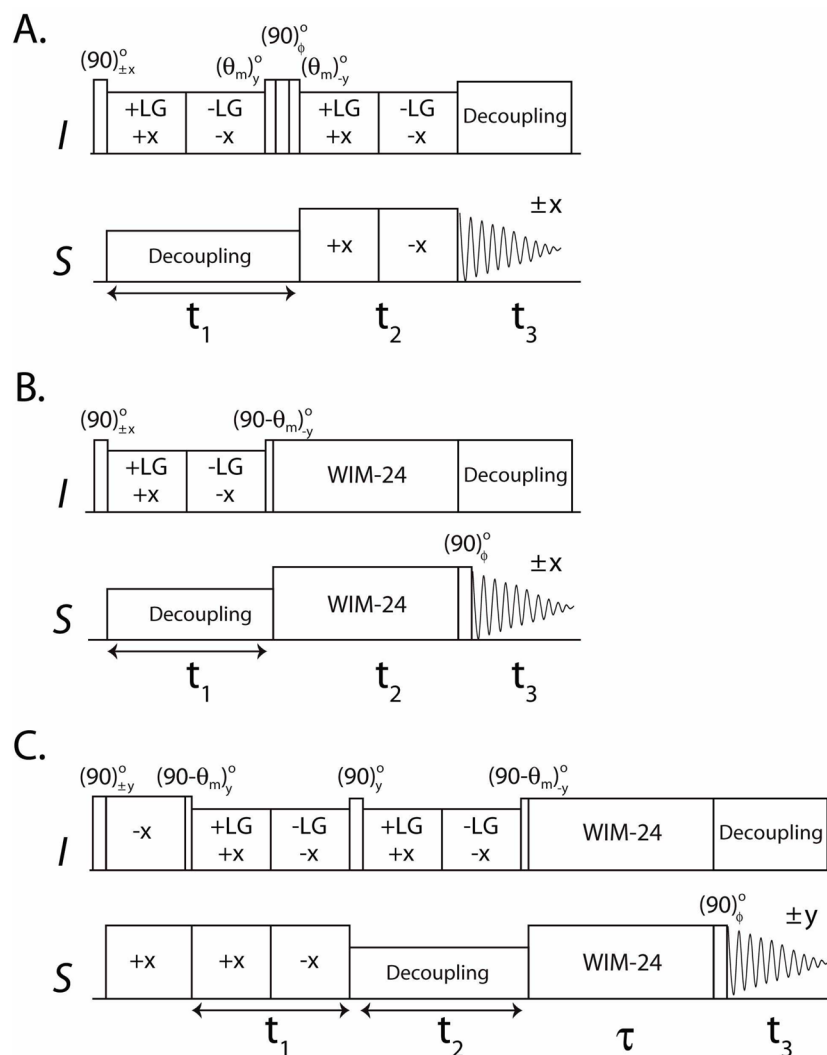 A.
(90)°ϕ
(90)°±x (θm)°y (θm)°-y
I +LG +x -LG -x +LG +x -LG -x Decoupling
±x
S Decoupling +x -x
t1 t2 t3
B.
(90)°±x (90-θm)°-y
I +LG +x -LG -x WIM-24 Decoupling
(90)°ϕ ±x
S Decoupling WIM-24
t1 t2 t3
C.
(90)°±y (90-θm)°y (90)°y (90-θm)°-y
I -x +LG +x -LG -x +LG +x -LG -x WIM-24 Decoupling
(90)°ϕ ±y
S +x +x -x Decoupling WIM-24
t1 t2 τ t3